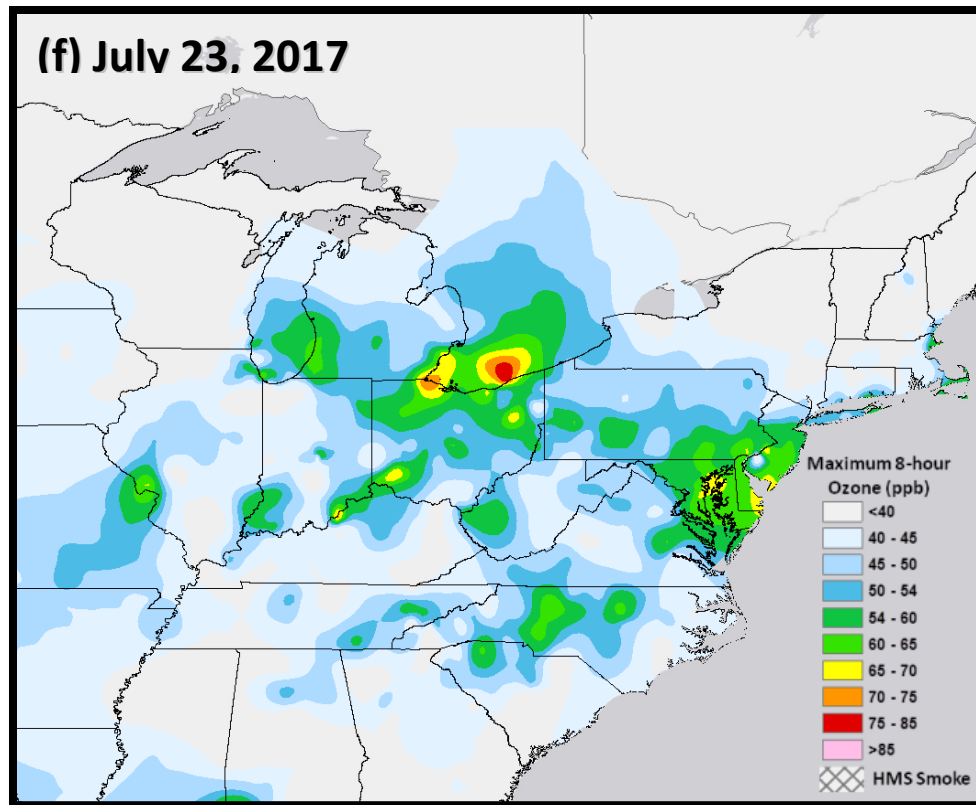 (f) July 23, 2017
Maximum 8-hour
Ozone (ppb)
<40
40 - 45
45 - 50
50 - 54
54 - 60
60 - 65
65 - 70
70 - 75
75 - 85
>85
HMS Smoke